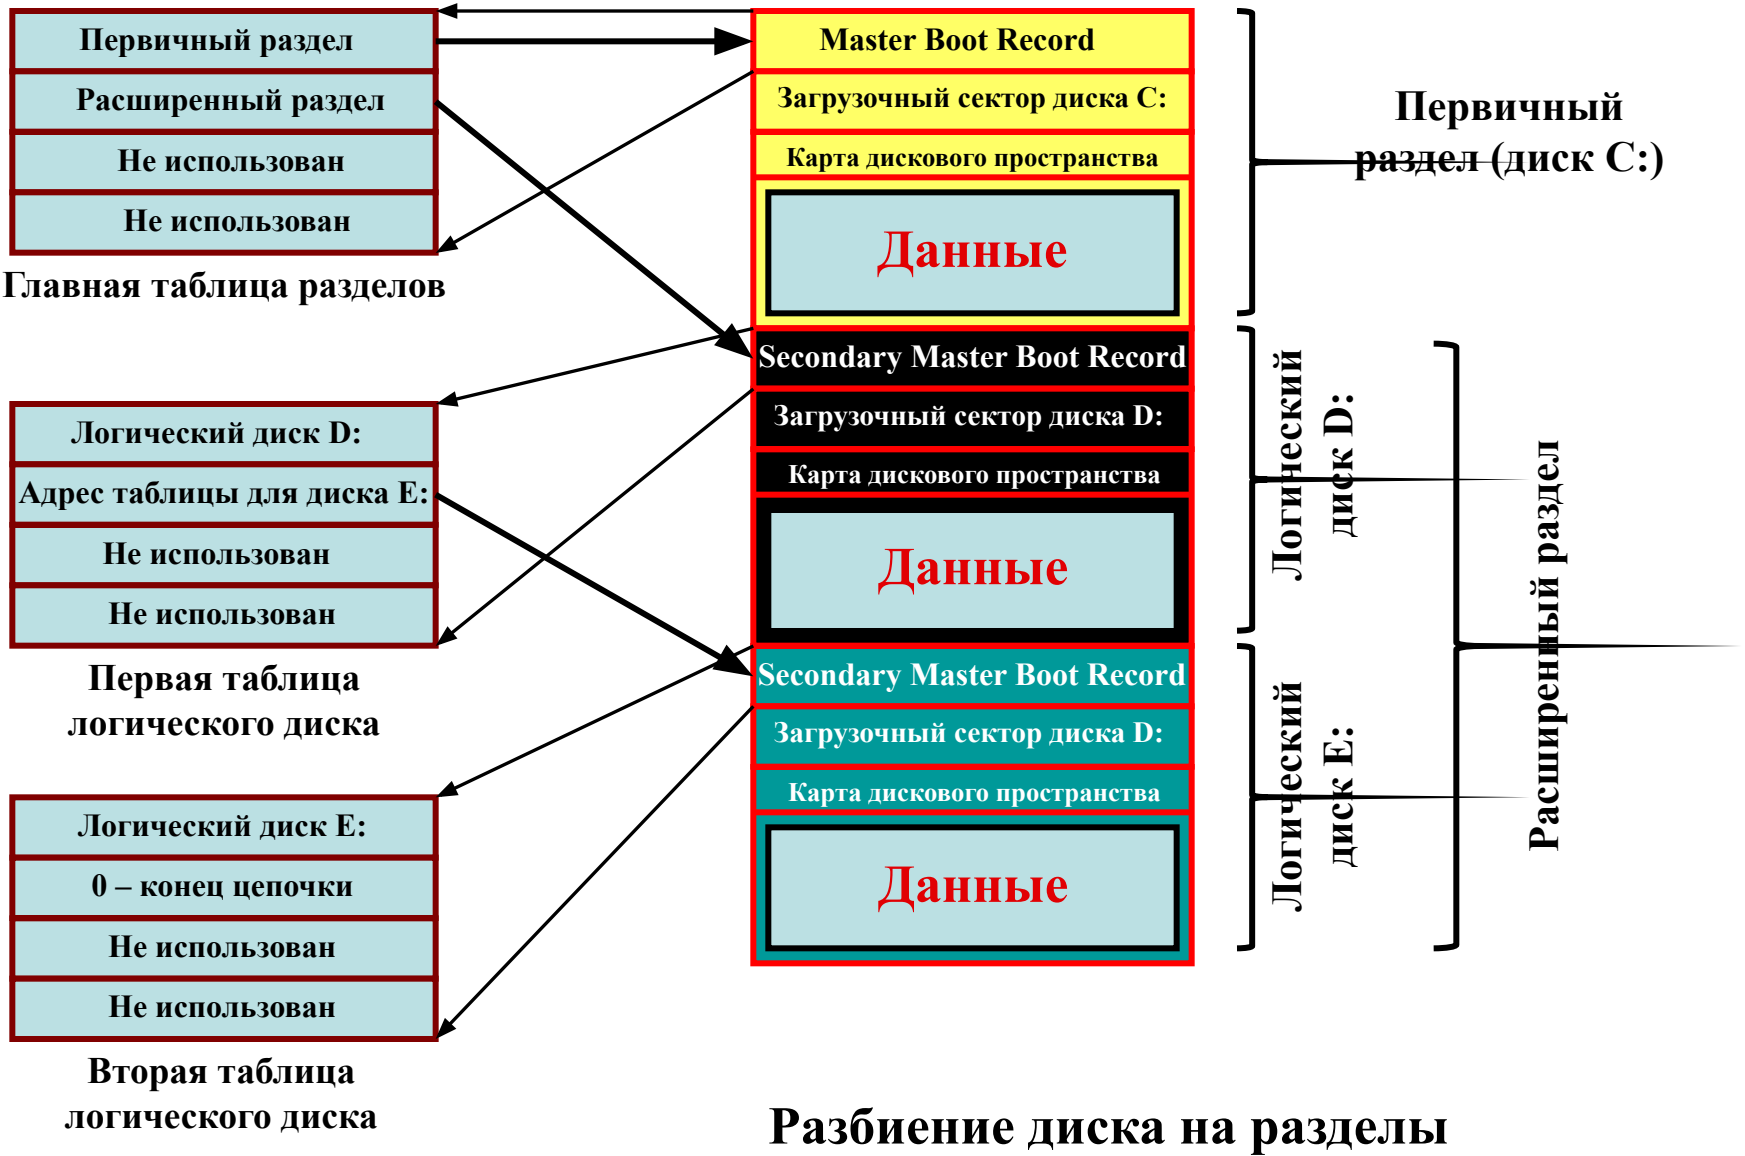 Первичный раздел
Расширенный раздел
Не использован
Не использован
Главная таблица разделов
Логический диск D:
Адрес таблицы для диска E:
Не использован
Не использован
Первая таблица
логического диска
Логический диск E:
0 – конец цепочки
Не использован
Не использован
Вторая таблица
логического диска
Master Boot Record
Загрузочный сектор диска C:
Карта дискового пространства
Данные
Secondary Master Boot Record
Загрузочный сектор диска D:
Карта дискового пространства
Данные
Secondary Master Boot Record
Загрузочный сектор диска D:
Карта дискового пространства
Данные
Первичный
раздел (диск C:)
Логический
диск D:
Логический
диск E:
Расширенный раздел
Разбиение диска на разделы